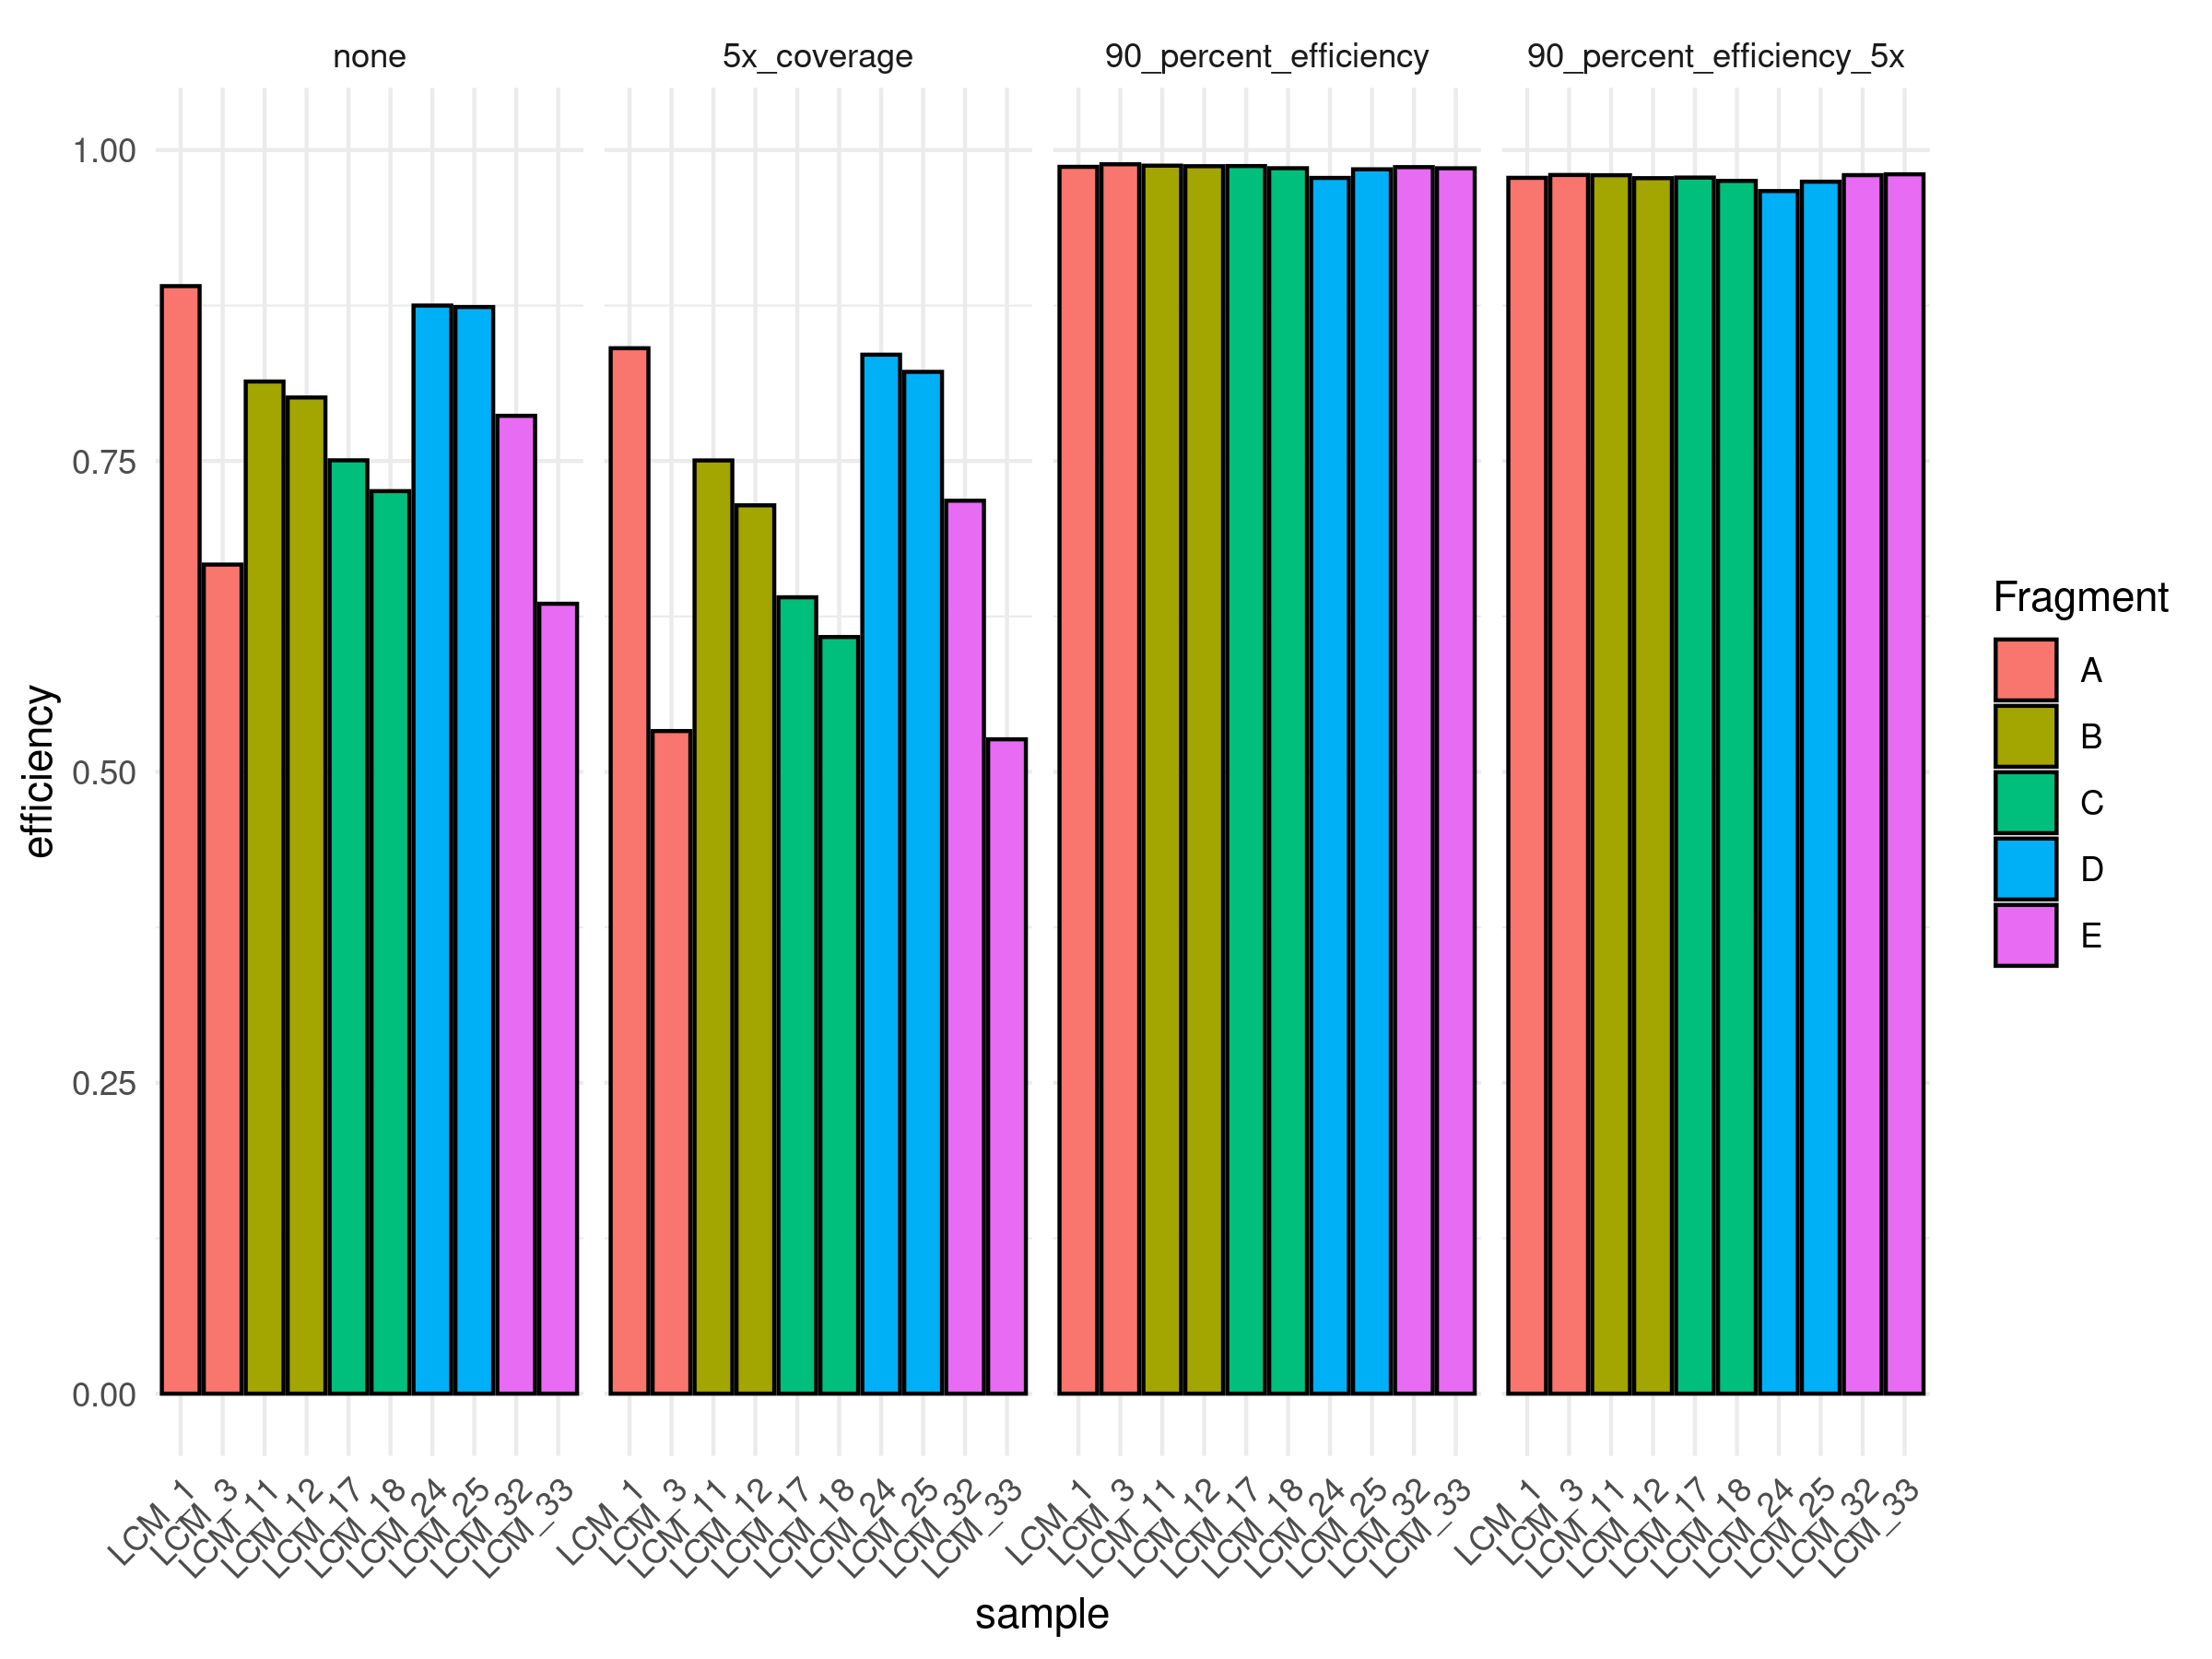 none 5x_coverage 90_percent_efficiency 90_percent_efficiency_5x
1.00
0.75
0.50
0.25
0.00
efficiency
LCM_1 LCM_3 LCM_11 LCM_12 LCM_17 LCM_18 LCM_24 LCM_25 LCM_32 LCM_33
LCM_1 LCM_3 LCM_11 LCM_12 LCM_17 LCM_18 LCM_24 LCM_25 LCM_32 LCM_33
LCM_1 LCM_3 LCM_11 LCM_12 LCM_17 LCM_18 LCM_24 LCM_25 LCM_32 LCM_33
LCM_1 LCM_3 LCM_11 LCM_12 LCM_17 LCM_18 LCM_24 LCM_25 LCM_32 LCM_33
sample
Fragment
A
B
C
D
E